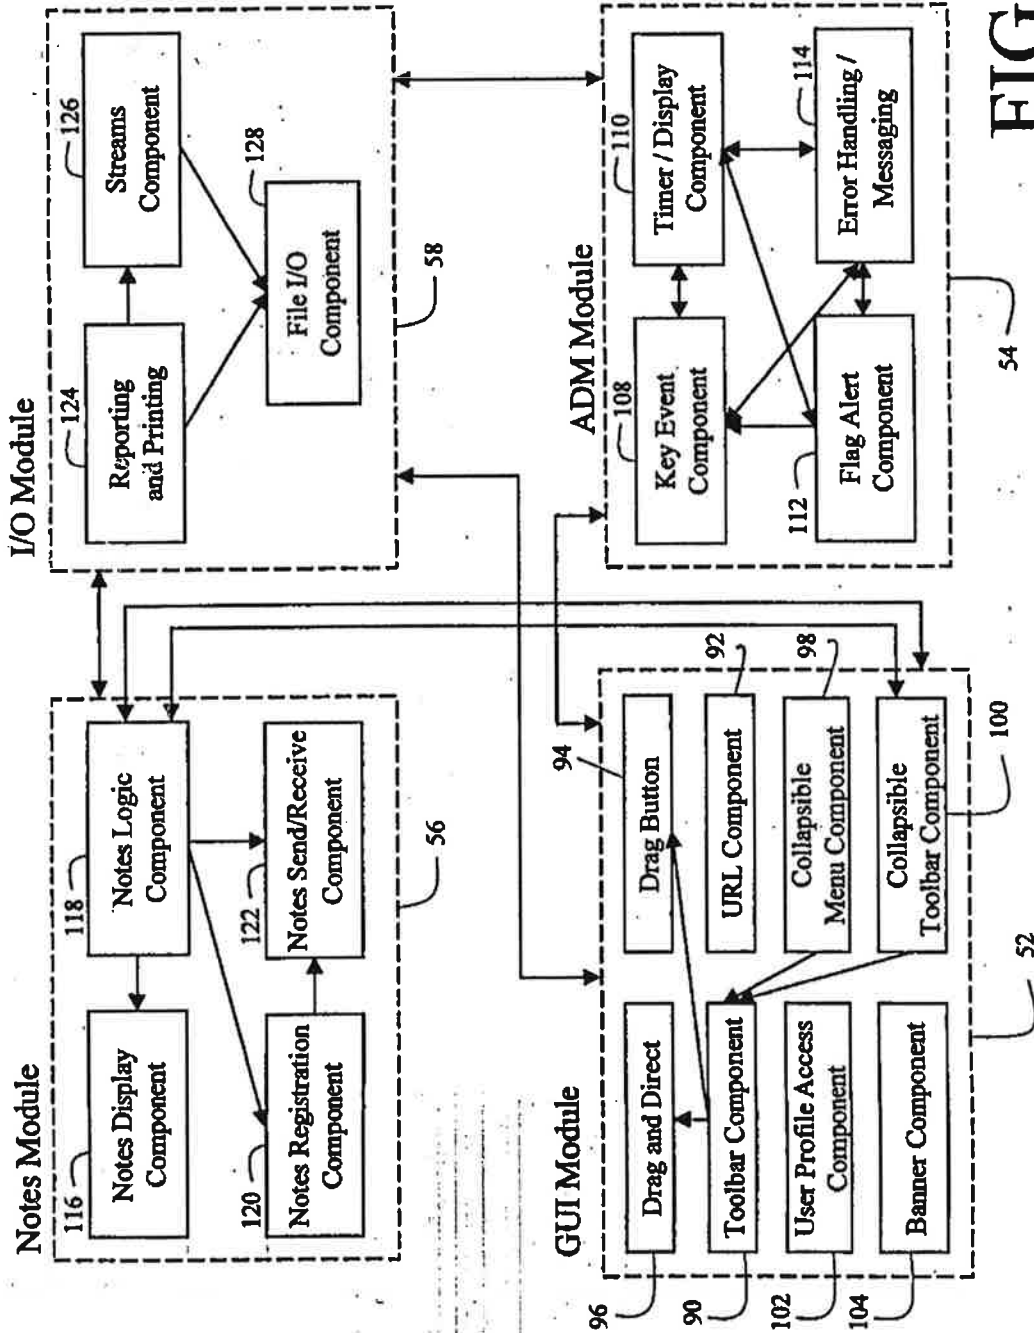 Notes Module
116
Notes Display
Component
118
Notes Logic
Component
120
Notes Registration
Component
122
Notes Send/Receive
Component
56
I/O Module
124
Reporting
and Printing
126
Streams
Component
128
File I/O
Component
58
GUI Module
96
Drag and Direct
94
Drag Button
90
Toolbar Component
92
URL Component
102
User Profile Access
Component
98
Collapsible
Menu Component
104
Banner Component
100
Collapsible
Toolbar Component
52
ADM Module
108
Key Event
Component
110
Timer / Display
Component
112
Flag Alert
Component
114
Error Handling /
Messaging
54
FIG